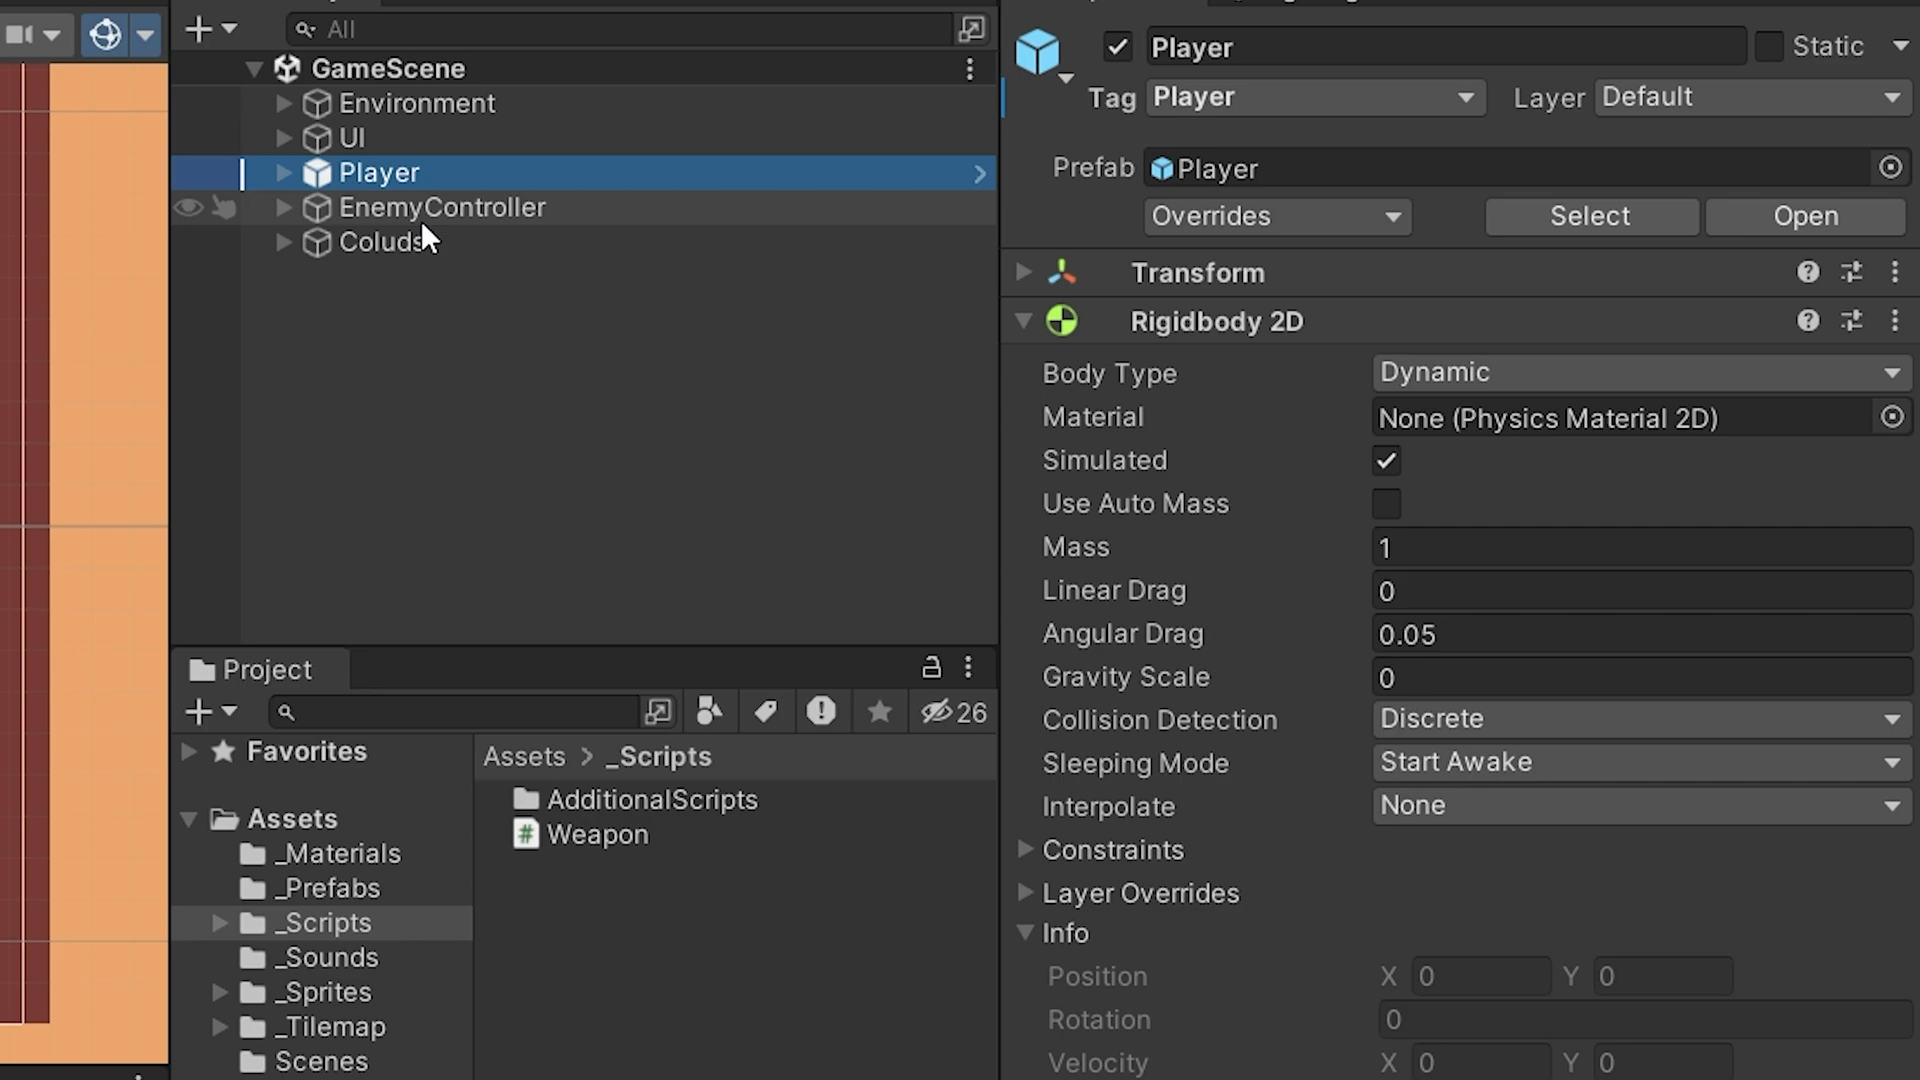 All
GameScene
Environment
UI
Player
EnemyController
Coluds
Project
26
Favorites
Assets
_Materials
_Prefabs
_Scripts
_Sounds
_Sprites
_Tilemap
Scenes
Assets > _Scripts
AdditionalScripts
Weapon
Player
Static
Tag Player
Layer Default
Prefab Player
Overrides
Select
Open
Transform
Rigidbody 2D
Body Type Dynamic
Material None (Physics Material 2D)
Simulated
Use Auto Mass
Mass 1
Linear Drag 0
Angular Drag 0.05
Gravity Scale 0
Collision Detection Discrete
Sleeping Mode Start Awake
Interpolate None
Constraints
Layer Overrides
Info
Position X 0 Y 0
Rotation 0
Velocity X 0 Y 0